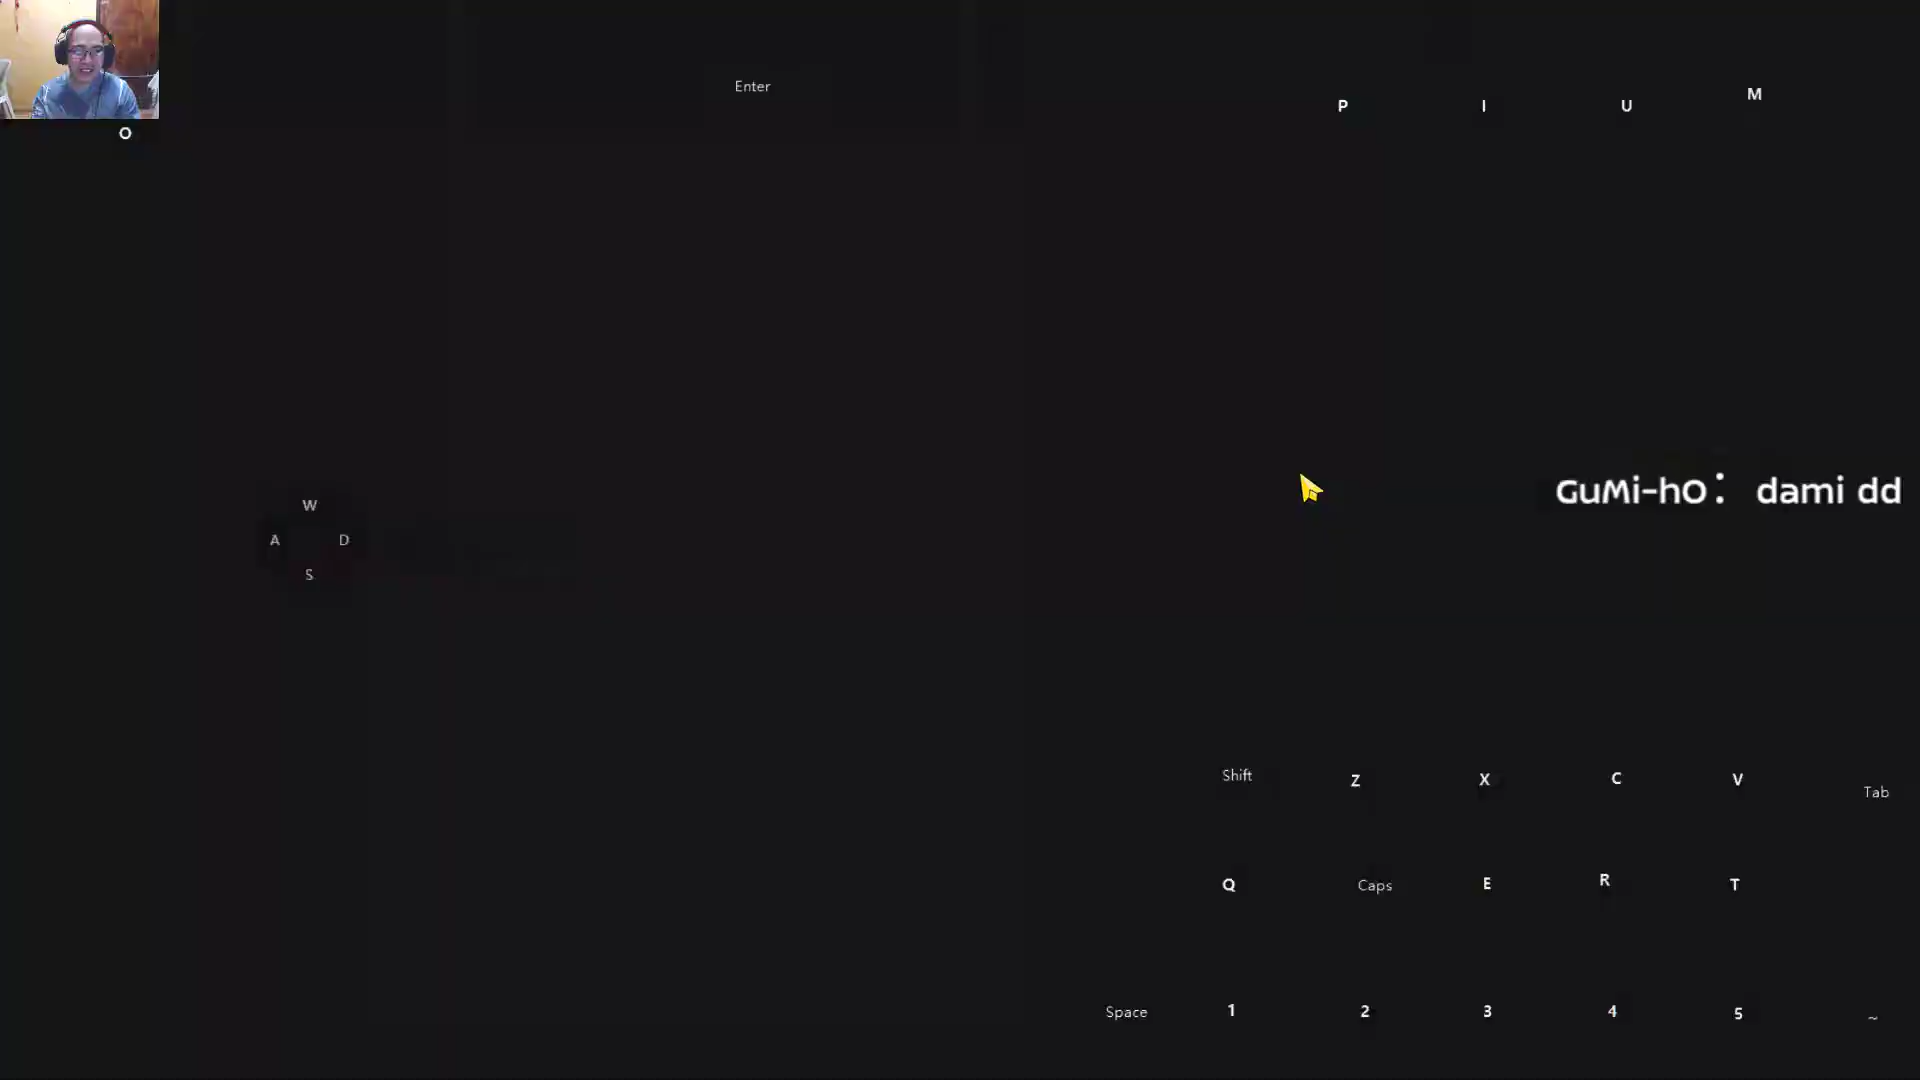 Enter
P I U M
O
GuMi-hO： dami dd
W
A D
S
Shift Z X C V Tab
Q Caps E R T
Space 1 2 3 4 5 ~